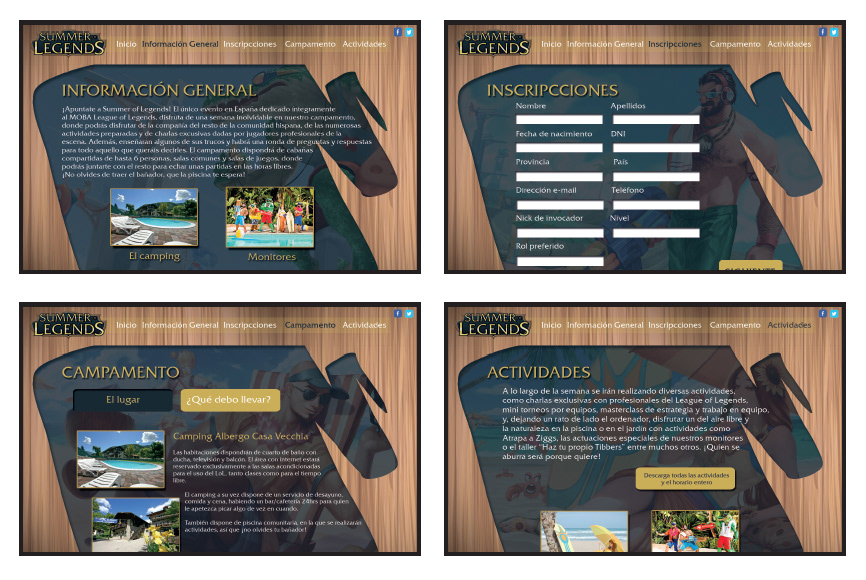 SUMMER OF
LEGENDS
Inicio Información General Inscripcciones Campamento Actividades
INFORMACIÓN GENERAL
¡Apuntate a Summer of Legends! El único evento en España dedicado íntegramente
al MOBA League of Legends, disfruta de una semana inolvidable en nuestro campamento,
donde podrás disfrutar de la compañía del resto de la comunidad hispana, de las numerosas
actividades preparadas y de charlas excusivas dadas por jugadores profesionales de la
escena. Además, enseñaran algunos de sus trucos y habrá una ronda de preguntas y respuestas
para todo aquello que queraís decirles. El campamento dispondrá de cabañas
compartidas de hasta 6 personas, salas comunes y salas de juegos, donde
podrás juntarte con el resto para echar unas partidas en las horas libres.
¡No olvides de traer el bañador, que la piscina te espera!
El camping
Monitores
SUMMER OF
LEGENDS
Inicio Información General Inscripcciones Campamento Actividades
INSCRIPCCIONES
Nombre Apellidos
Fecha de nacimiento DNI
Provincia País
Dirección e-mail Telefono
Nick de invocador Nivel
Rol preferido
SUMMER OF
LEGENDS
Inicio Información General Inscripcciones Campamento Actividades
CAMPAMENTO
El lugar
¿Qué debo llevar?
Camping Albergo Casa Vecchia
Las habitaciones dispondrán de cuarto de baño con
ducha, televisión y balcón. El área con internet estará
reservado exclusivamente a las salas acondicionadas
para el uso del LoL, tanto clases como para el tiempo
libre.
El camping a su vez dispone de un servido de desayuno,
comida y cena, habiendo un bar/cafetería 24hrs para quien
le apetezca picar algo de vez en cuando.
También dispone de piscina comunitaria, en la que se realizarán
actividades, así que ¡no olvides tu bañador!
SUMMER OF
LEGENDS
Inicio Información General Inscripcciones Campamento Actividades
ACTIVIDADES
A lo largo de la semana se irán realizando diversas actividades,
como charlas exclusivas con profesionales del League of Legends,
mini torneos por equipos, masterclass de estrategia y trabajo en equipo,
y, dejando un rato de lado el ordenador, disfrutar un del aire libre y
la naturaleza en la piscina o en el jardín con actividades como
Atrapa a Ziggs, las actuaciones especiales de nuestros monitores
o el taller "Haz tu propio Tibbers" entre muchos otros. ¡Quien se
aburra será porque quiere!
Descarga todas las actividades
y el horario entero